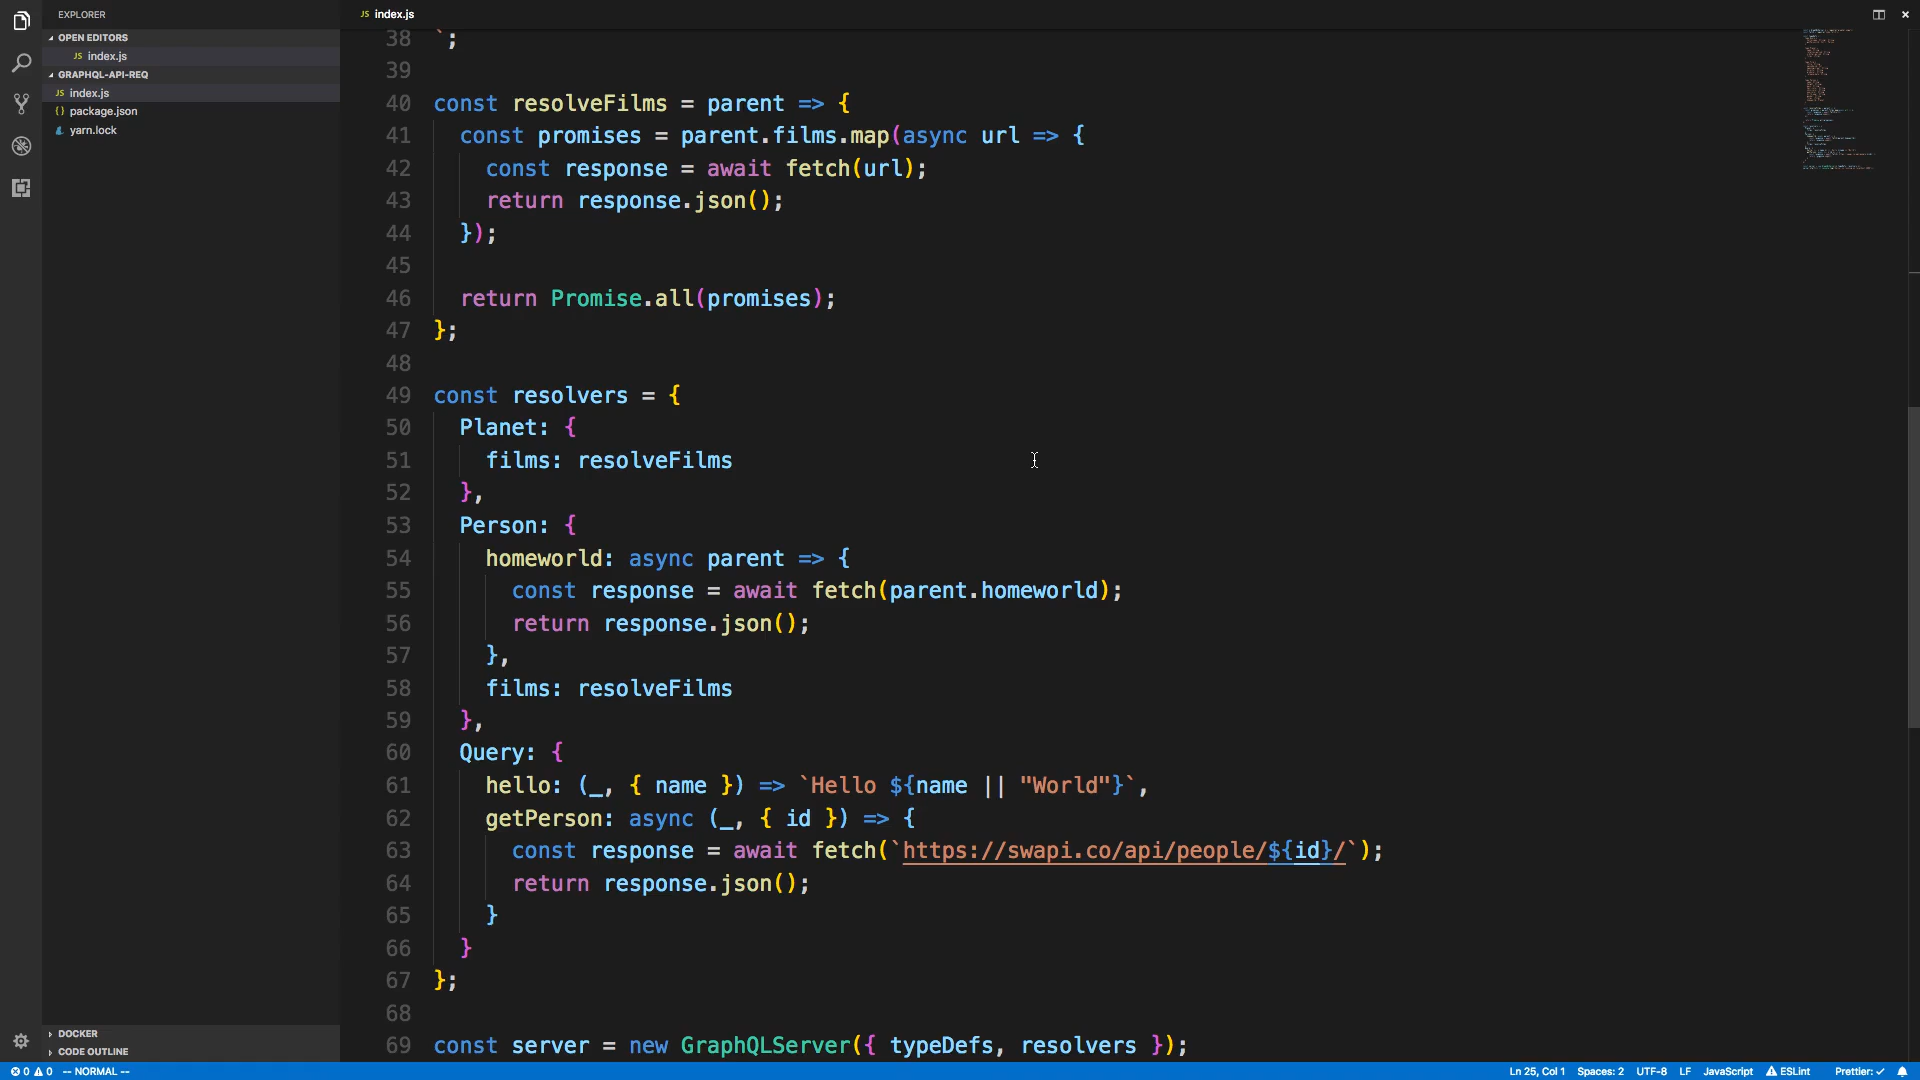 EXPLORER
OPEN EDITORS
JS index.js
GRAPHQL-API-REQ
JS index.js
{} package.json
yarn.lock
DOCKER
CODE OUTLINE
JS index.js
38 `;
39
40 const resolveFilms = parent => {
41 const promises = parent.films.map(async url => {
42 const response = await fetch(url);
43 return response.json();
44 });
45
46 return Promise.all(promises);
47 };
48
49 const resolvers = {
50 Planet: {
51 films: resolveFilms
52 },
53 Person: {
54 homeworld: async parent => {
55 const response = await fetch(parent.homeworld);
56 return response.json();
57 },
58 films: resolveFilms
59 },
60 Query: {
61 hello: (_, { name }) => `Hello ${name || "World"}`,
62 getPerson: async (_, { id }) => {
63 const response = await fetch(`https://swapi.co/api/people/${id}/`);
64 return response.json();
65 }
66 }
67 };
68
69 const server = new GraphQLServer({ typeDefs, resolvers });
0 0 -- NORMAL -- Ln 25, Col 1 Spaces: 2 UTF-8 LF JavaScript ESLint Prettier: ✓